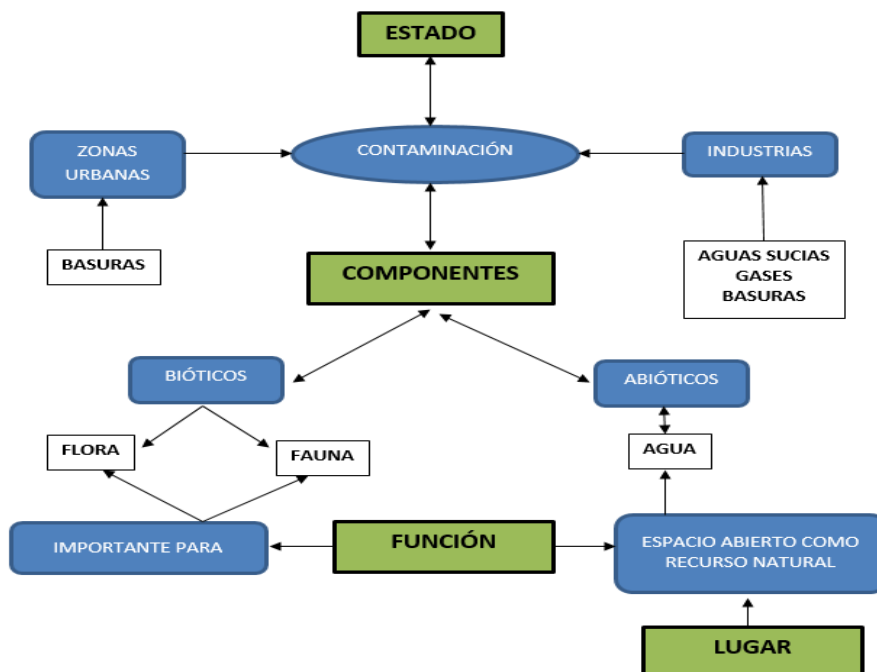 ESTADO
ZONAS
URBANAS
CONTAMINACIÓN
INDUSTRIAS
BASURAS
COMPONENTES
AGUAS SUCIAS
GASES
BASURAS
BIÓTICOS
ABIÓTICOS
FLORA
FAUNA
AGUA
IMPORTANTE PARA
FUNCIÓN
ESPACIO ABIERTO COMO
RECURSO NATURAL
LUGAR